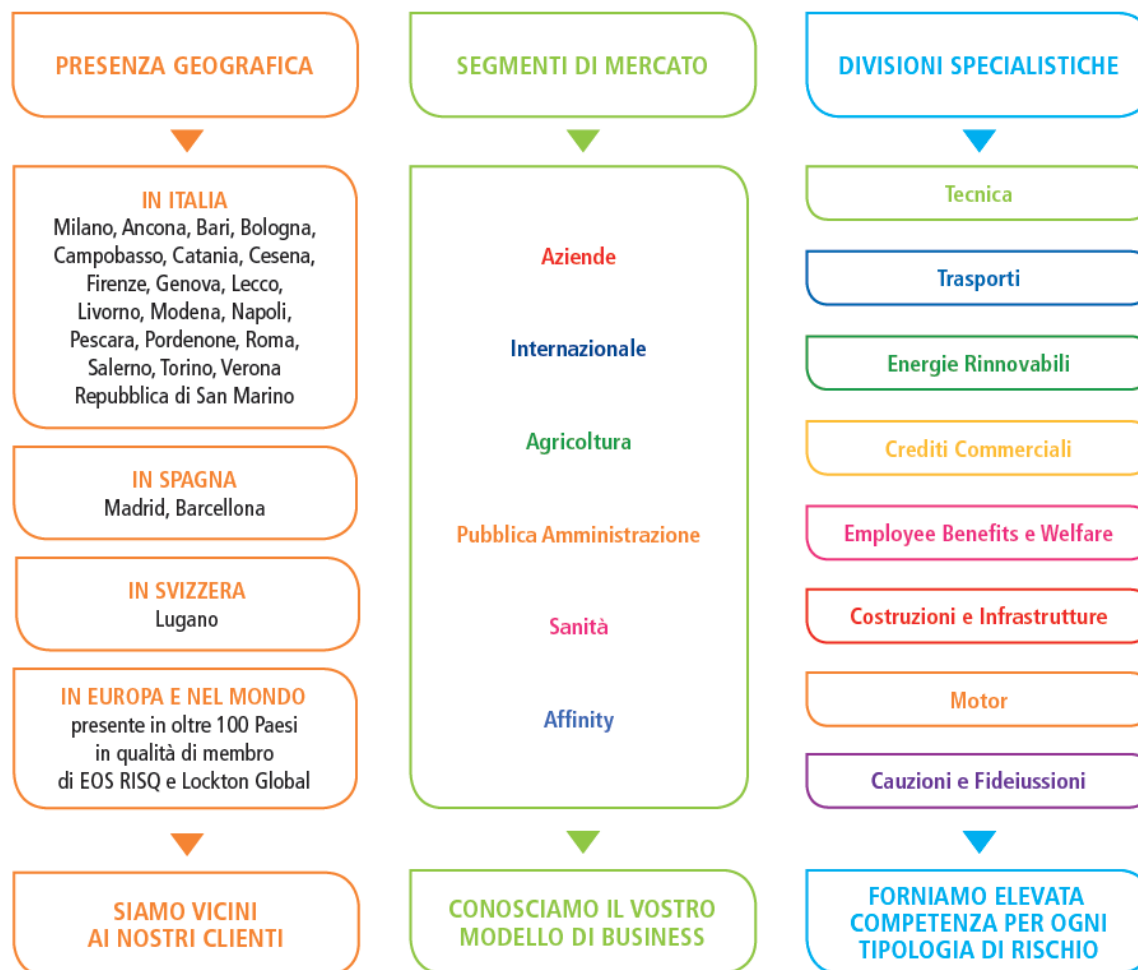 PRESENZA GEOGRAFICA
IN ITALIA
Milano, Ancona, Bari, Bologna,
Campobasso, Catania, Cesena,
Firenze, Genova, Lecco,
Livorno, Modena, Napoli,
Pescara, Pordenone, Roma,
Salerno, Torino, Verona
Repubblica di San Marino
IN SPAGNA
Madrid, Barcellona
IN SVIZZERA
Lugano
IN EUROPA E NEL MONDO
presente in oltre 100 Paesi
in qualità di membro
di EOS RISQ e Lockton Global
SIAMO VICINI
AI NOSTRI CLIENTI
SEGMENTI DI MERCATO
Aziende
Internazionale
Agricoltura
Pubblica Amministrazione
Sanità
Affinity
CONOSCIAMO IL VOSTRO
MODELLO DI BUSINESS
DIVISIONI SPECIALISTICHE
Tecnica
Trasporti
Energie Rinnovabili
Crediti Commerciali
Employee Benefits e Welfare
Costruzioni e Infrastrutture
Motor
Cauzioni e Fideiussioni
FORNIAMO ELEVATA
COMPETENZA PER OGNI
TIPOLOGIA DI RISCHIO